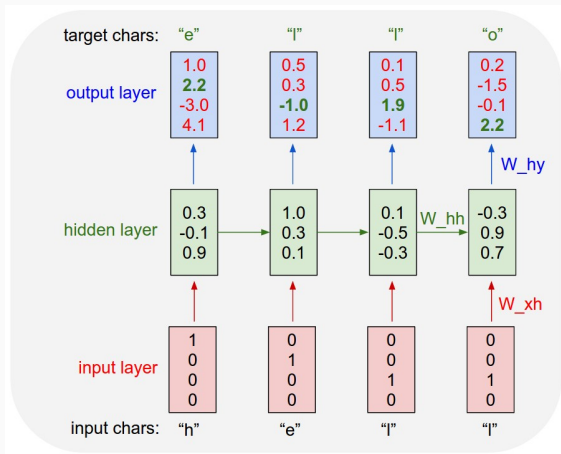 target chars: “e” “l” “l” “o”
1.0 0.5 0.1 0.2
2.2 0.3 0.5 -1.5
output layer -3.0 -1.0 1.9 -0.1
4.1 1.2 -1.1 2.2
W_hy
0.3 1.0 0.1 -0.3
hidden layer -0.1 0.3 -0.5 W_hh 0.9
0.9 0.1 -0.3 0.7
W_xh
1 0 0 0
0 1 0 0
input layer 0 0 1 1
0 0 0 0
input chars: “h” “e” “l” “l”